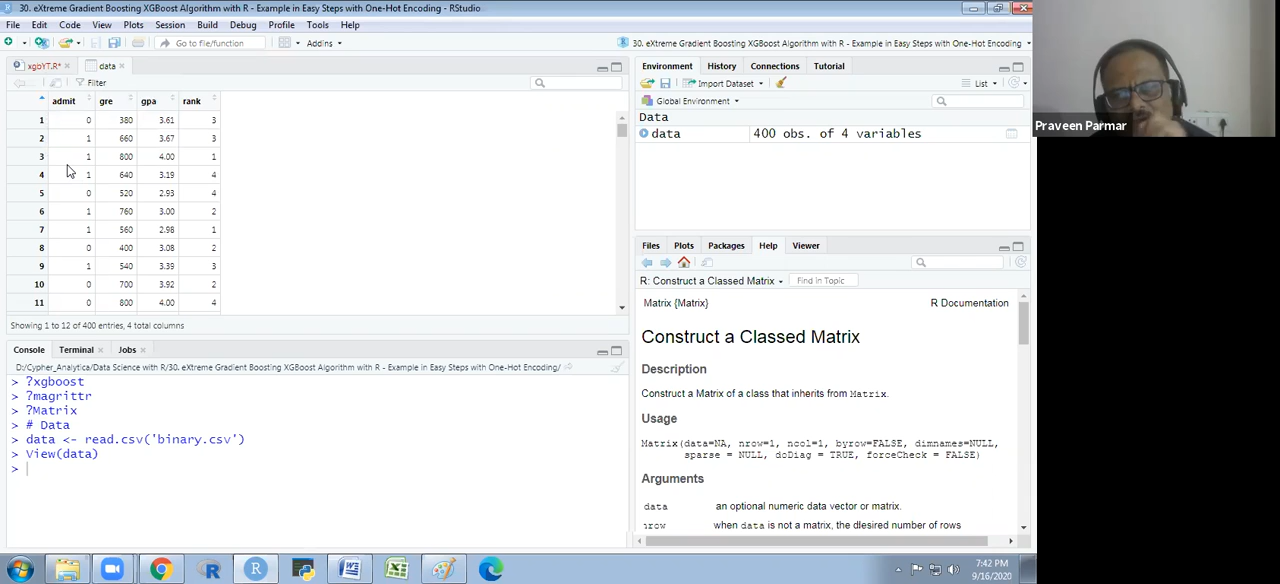 30. eXtreme Gradient Boosting XGBoost Algorithm with R - Example in Easy Steps with One-Hot Encoding - RStudio
File Edit Code View Plots Session Build Debug Profile Tools Help
Go to file/function Addins
30. eXtreme Gradient Boosting XGBoost Algorithm with R - Example in Easy Steps with One-Hot Encoding
xgbYT.R* data
Filter
admit gre gpa rank
1 0 380 3.61 3
2 1 660 3.67 3
3 1 800 4.00 1
4 1 640 3.19 4
5 0 520 2.93 4
6 1 760 3.00 2
7 1 560 2.98 1
8 0 400 3.08 2
9 1 540 3.39 3
10 0 700 3.92 2
11 0 800 4.00 4
Showing 1 to 12 of 400 entries, 4 total columns
Console Terminal Jobs
D:/Cypher_Analytica/Data Science with R/30. eXtreme Gradient Boosting XGBoost Algorithm with R - Example in Easy Steps with One-Hot Encoding/
> ?xgboost
> ?magrittr
> ?Matrix
> # Data
> data <- read.csv('binary.csv')
> View(data)
>
Environment History Connections Tutorial
Import Dataset List
Global Environment
Data
data 400 obs. of 4 variables
Files Plots Packages Help Viewer
R: Construct a Classed Matrix Find in Topic
Matrix {Matrix} R Documentation
Construct a Classed Matrix
Description
Construct a Matrix of a class that inherits from Matrix.
Usage
Matrix(data=NA, nrow=1, ncol=1, byrow=FALSE, dimnames=NULL,
sparse = NULL, doDiag = TRUE, forceCheck = FALSE)
Arguments
data an optional numeric data vector or matrix.
nrow when data is not a matrix, the desired number of rows
Praveen Parmar
7:42 PM
9/16/2020